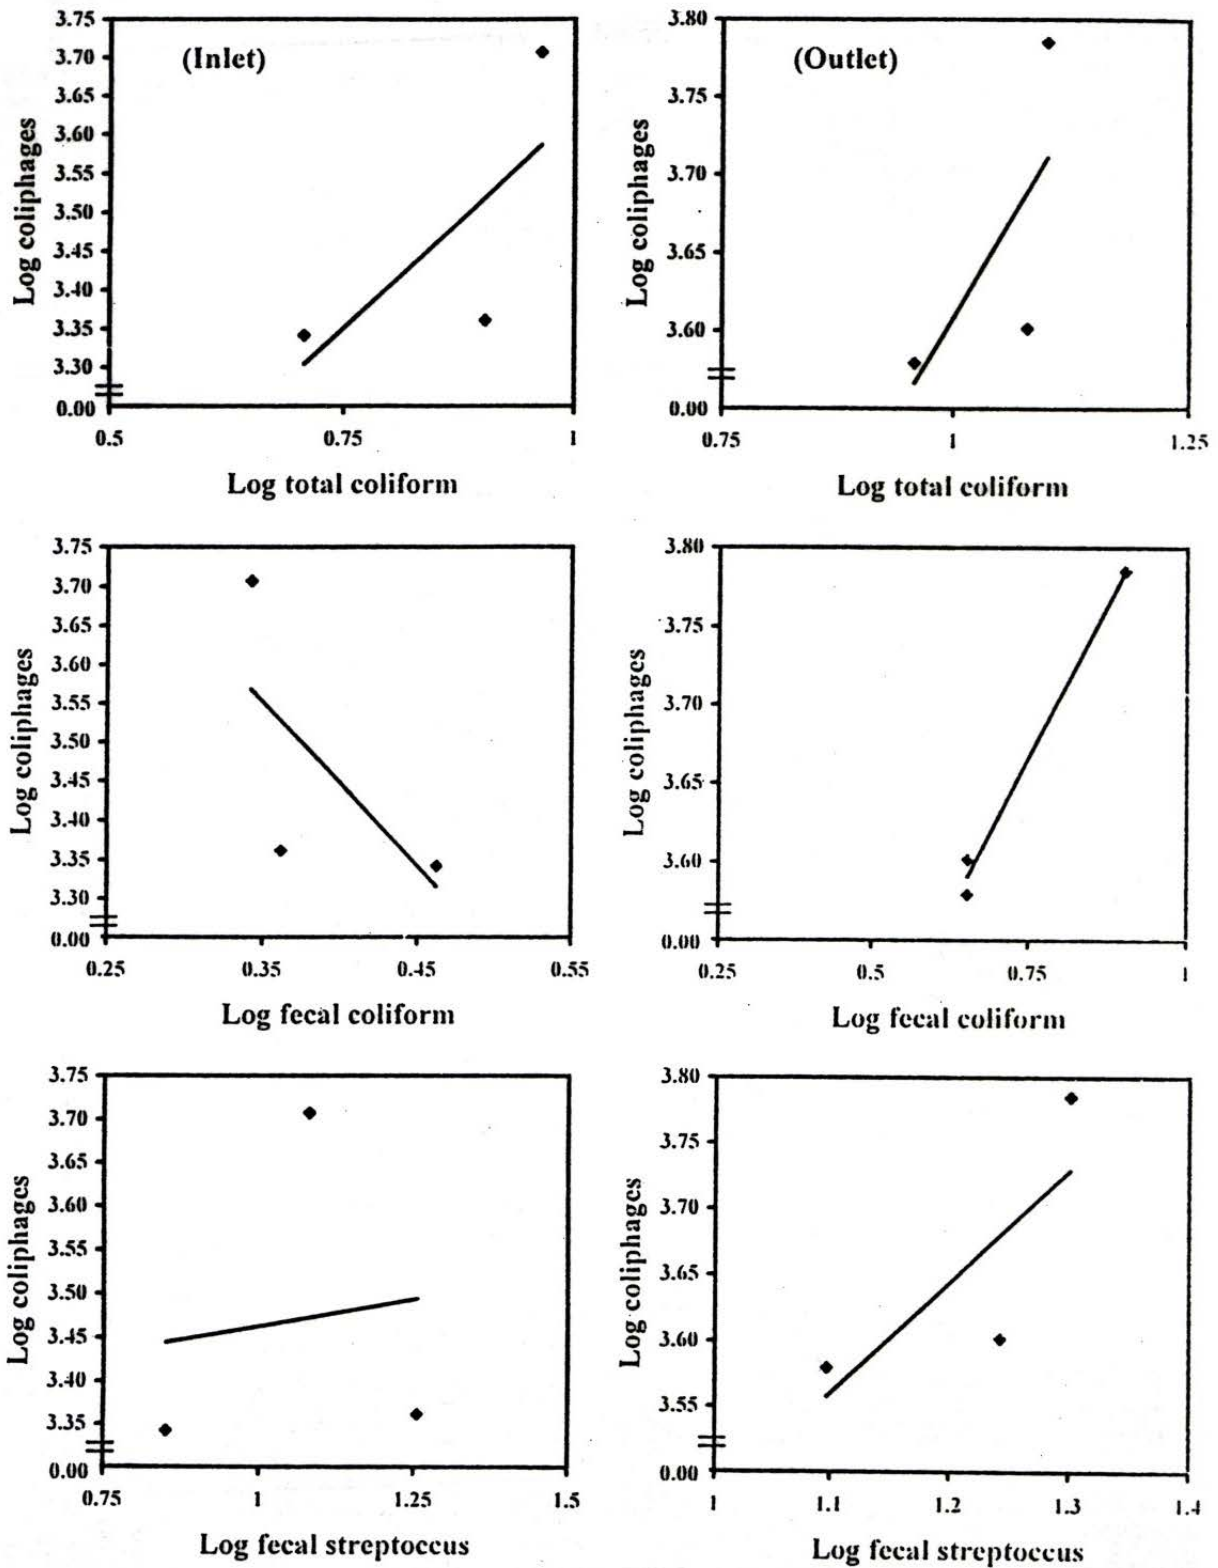 (Inlet)
Log coliphages
3.75
3.70
3.65
3.60
3.55
3.50
3.45
3.40
3.35
3.30
0.00
0.5 0.75 1
Log total coliform
(Outlet)
Log coliphages
3.80
3.75
3.70
3.65
3.60
0.00
0.75 1 1.25
Log total coliform
Log coliphages
3.75
3.70
3.65
3.60
3.55
3.50
3.45
3.40
3.35
3.30
0.00
0.25 0.35 0.45 0.55
Log fecal coliform
Log coliphages
3.80
3.75
3.70
3.65
3.60
0.00
0.25 0.5 0.75 1
Log fecal coliform
Log coliphages
3.75
3.70
3.65
3.60
3.55
3.50
3.45
3.40
3.35
0.00
0.75 1 1.25 1.5
Log fecal streptoccus
Log coliphages
3.80
3.75
3.70
3.65
3.60
3.55
0.00
1 1.1 1.2 1.3 1.4
Log fecal streptoccus